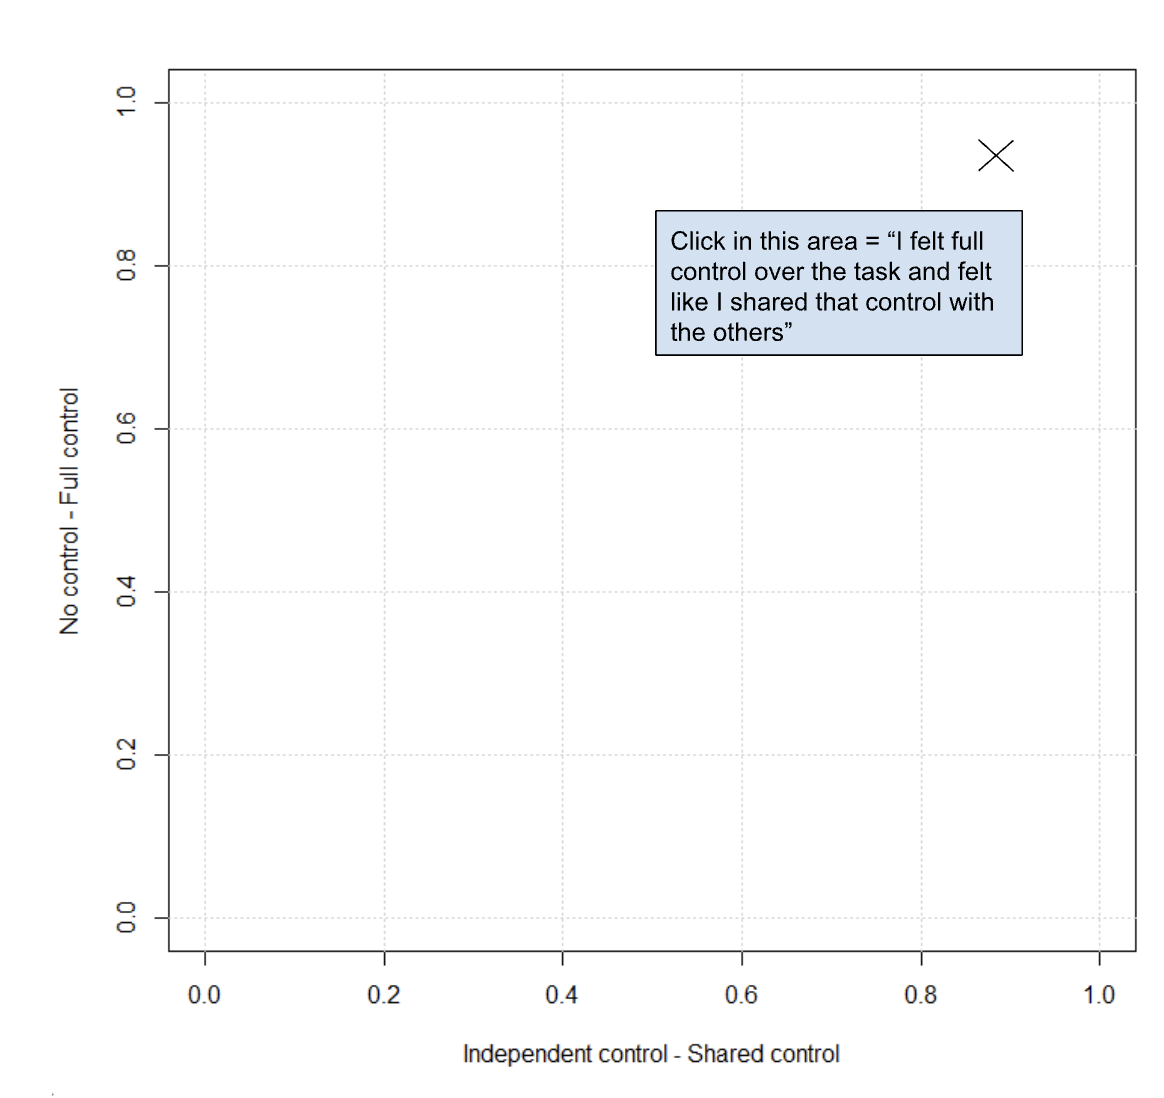 1.0
0.8
0.6
0.4
0.2
0.0
No control - Full control
Click in this area = “I felt full
control over the task and felt
like I shared that control with
the others”
0.0 0.2 0.4 0.6 0.8 1.0
Independent control - Shared control